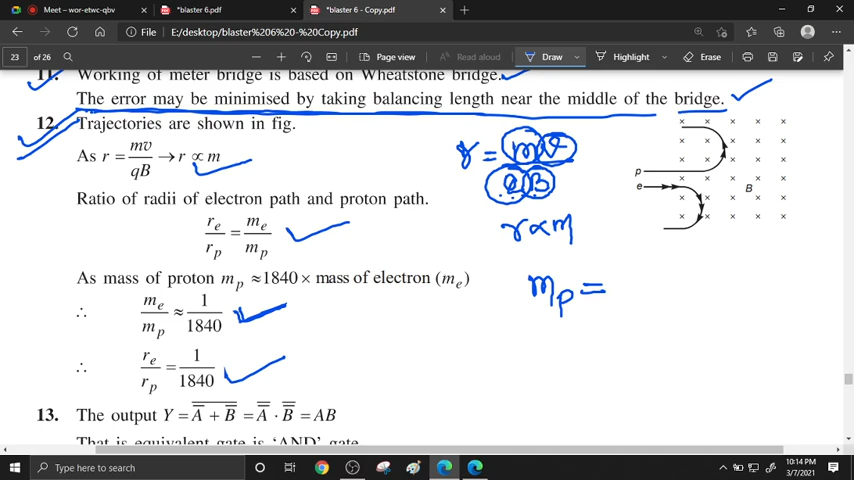 Meet – wor-etwc-qbv
*blaster 6.pdf
*blaster 6 - Copy.pdf
File E:/desktop/blaster%206%20-%20Copy.pdf
23 of 26 Page view Read aloud Draw Highlight Erase
11. Working of meter bridge is based on Wheatstone bridge.
The error may be minimised by taking balancing length near the middle of the bridge.
12. Trajectories are shown in fig.
As r = mv/qB → r ∝ m
Ratio of radii of electron path and proton path.
r_e/r_p = m_e/m_p
As mass of proton m_p ≈ 1840 × mass of electron (m_e)
∴ m_e/m_p ≈ 1/1840
∴ r_e/r_p = 1/1840
13. The output Y = \overline{\overline{A} + \overline{B}} = \overline{\overline{A}} · \overline{\overline{B}} = AB
That is equivalent gate is ‘AND’ gate.
r = mv/qB
r ∝ m
m_p =
p
e
B
Type here to search
10:14 PM
3/7/2021